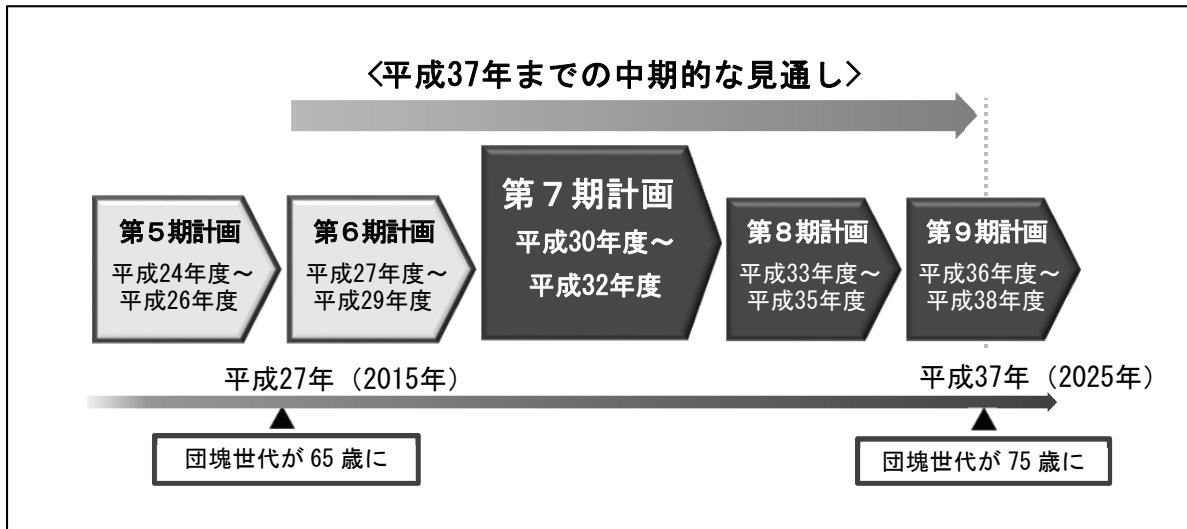 〈平成37年までの中期的な見通し〉
第5期計画
平成24年度～
平成26年度
第6期計画
平成27年度～
平成29年度
第７期計画
平成30年度～
平成32年度
第8期計画
平成33年度～
平成35年度
第9期計画
平成36年度～
平成38年度
平成27年（2015年）
平成37年（2025年）
団塊世代が 65 歳に
団塊世代が 75 歳に